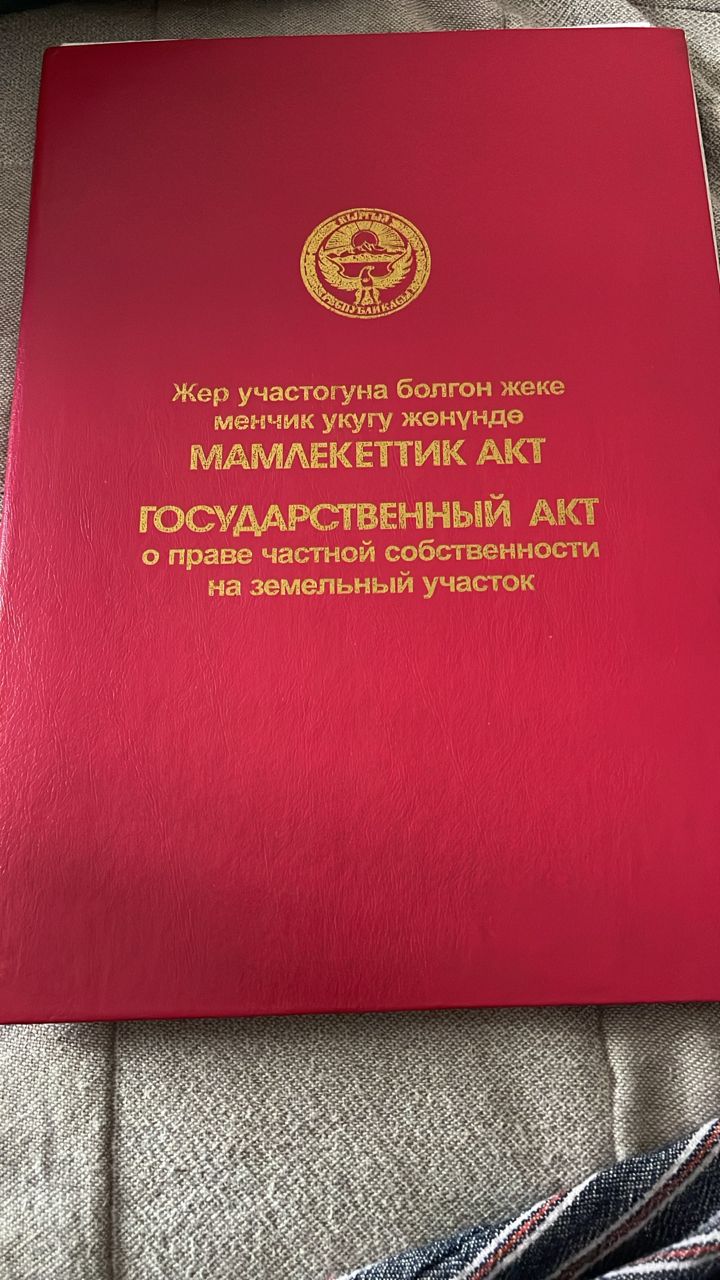 КЫРГЫЗ
РЕСПУБЛИКАСЫ
Жер участогуна болгон жеке
менчик укугу жөнүндө
МАМЛЕКЕТТИК АКТ
ГОСУДАРСТВЕННЫЙ АКТ
о праве частной собственности
на земельный участок